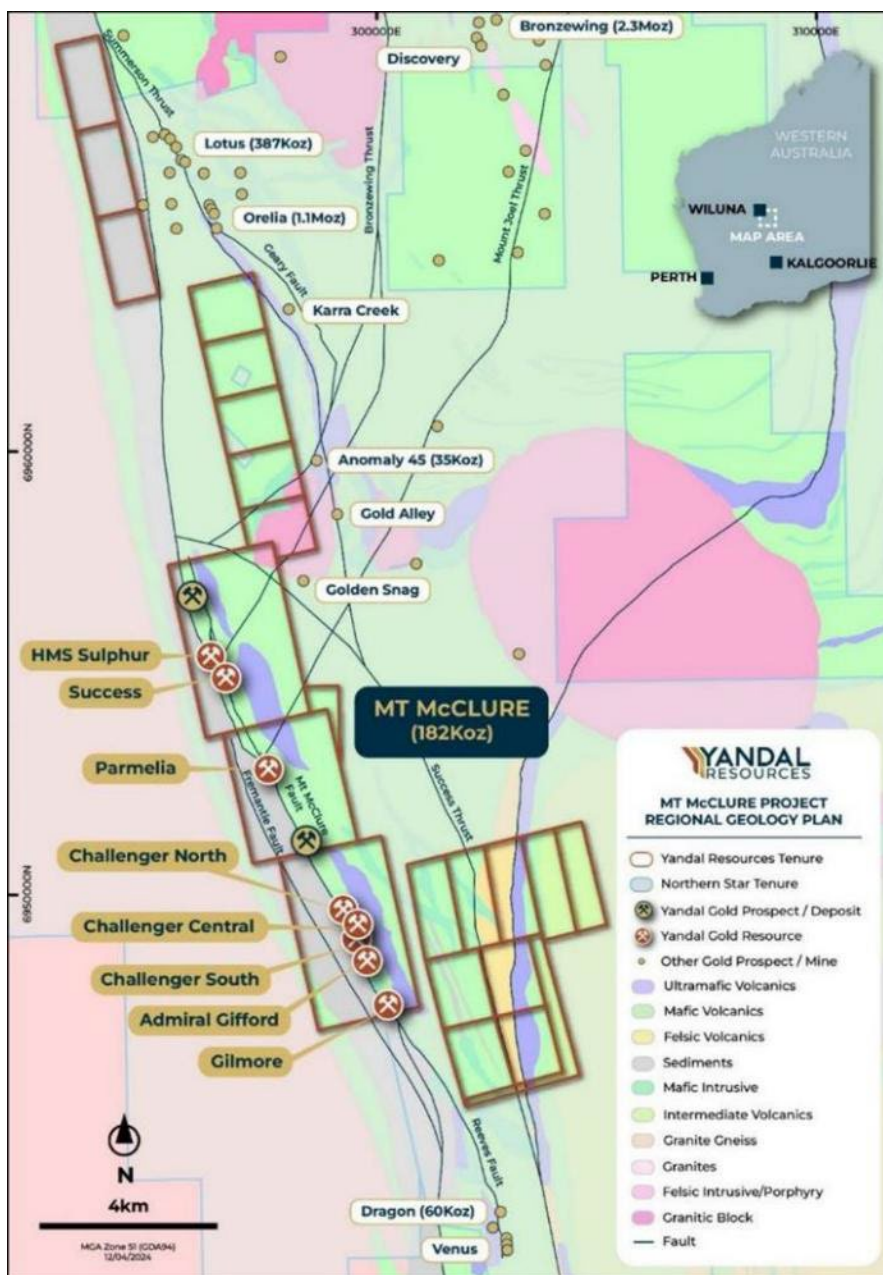 300000E
310000E
Bronzewing (2.3Moz)
Discovery
Summerson Thrust
Lotus (387Koz)
Bronzewing Thrust
Mount Joel Thrust
Orelia (1.1Moz)
Geary Fault
Karra Creek
WESTERN
AUSTRALIA
WILUNA
MAP AREA
KALGOORLIE
PERTH
6960000N
Anomaly 45 (35Koz)
Gold Alley
Golden Snag
HMS Sulphur
Success
MT McCLURE
(182Koz)
Parmelia
Mt McClure
Fault
Fremantle Fault
Success Thrust
Challenger North
6950000N
Challenger Central
Challenger South
Admiral Gifford
Gilmore
Reeves Fault
Dragon (60Koz)
Venus
N
4km
MGA Zone 51 (GDA94)
12/04/2024
YANDAL
RESOURCES
MT McCLURE PROJECT
REGIONAL GEOLOGY PLAN
Yandal Resources Tenure
Northern Star Tenure
Yandal Gold Prospect / Deposit
Yandal Gold Resource
Other Gold Prospect / Mine
Ultramafic Volcanics
Mafic Volcanics
Felsic Volcanics
Sediments
Mafic Intrusive
Intermediate Volcanics
Granite Gneiss
Granites
Felsic Intrusive/Porphyry
Granitic Block
Fault